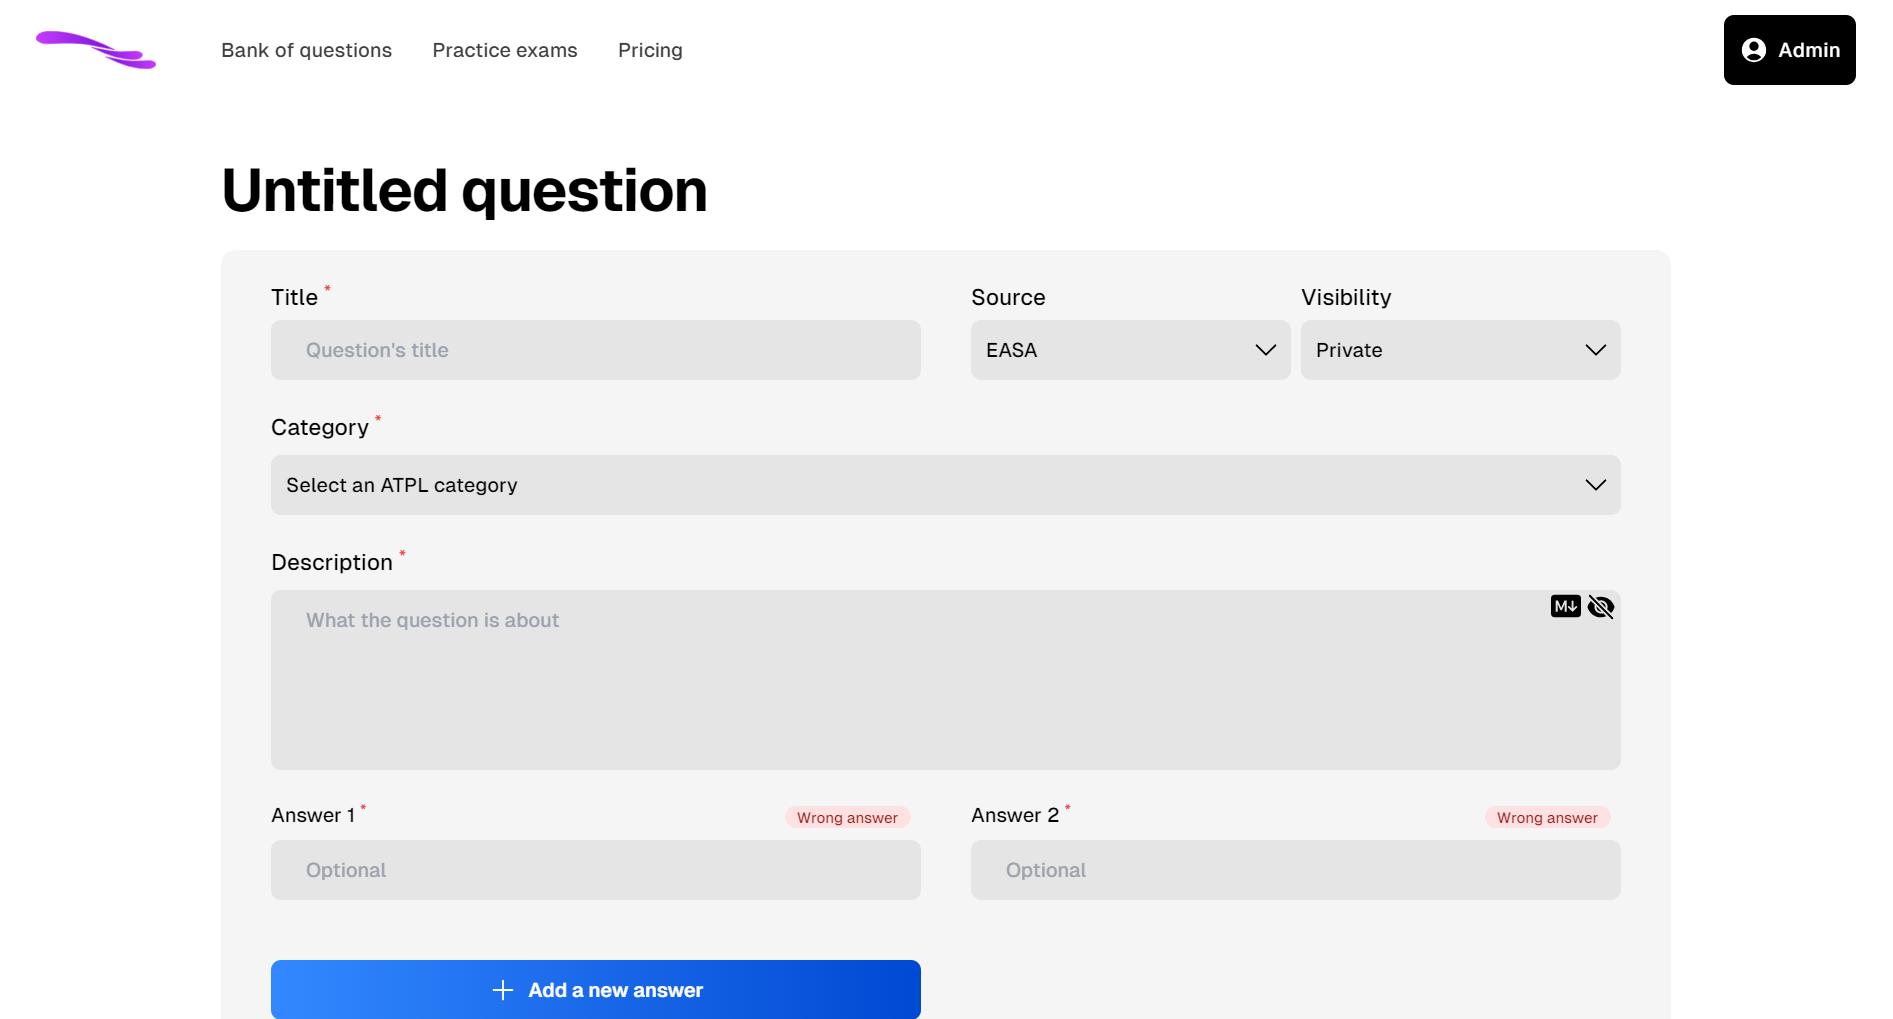 Bank of questions Practice exams Pricing
Admin
Untitled question
Title *
Source
Visibility
Question's title
EASA
Private
Category *
Select an ATPL category
Description *
What the question is about
M↓
Answer 1 *
Wrong answer
Answer 2 *
Wrong answer
Optional
Optional
Add a new answer